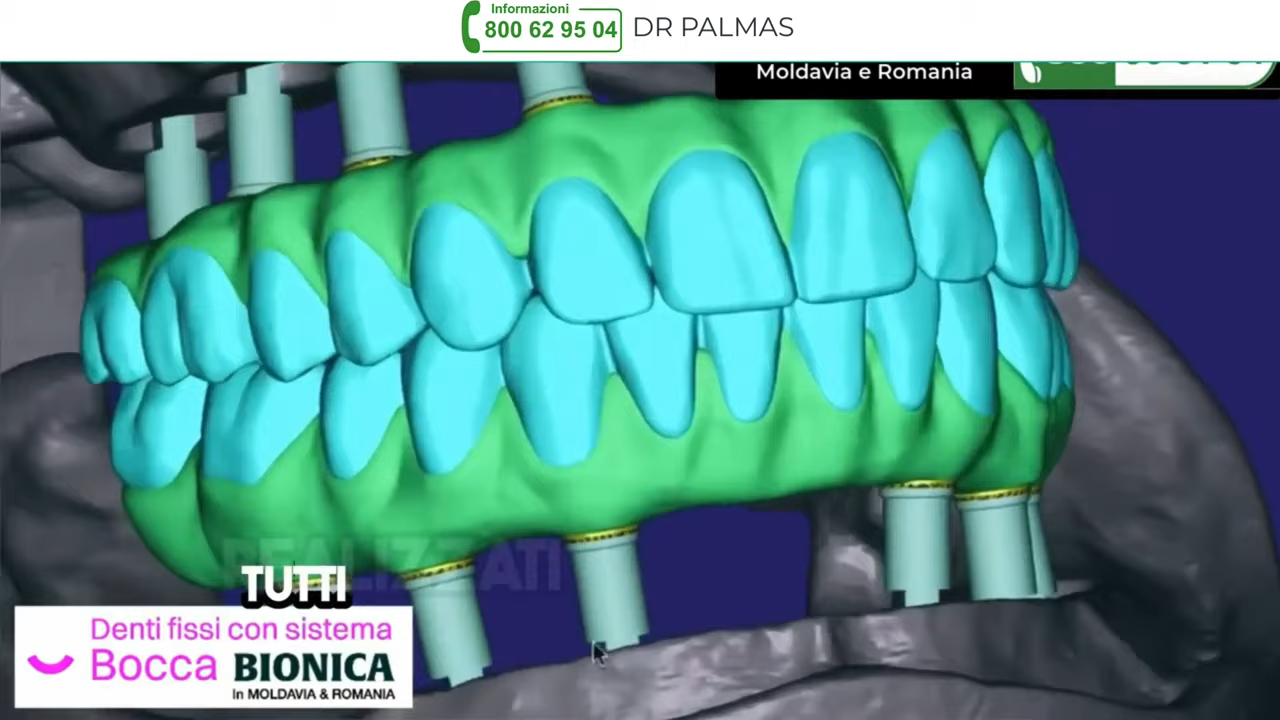 Informazioni
800 62 95 04
DR PALMAS
Moldavia e Romania
REALIZZATI
TUTTI
Denti fissi con sistema
Bocca BIONICA
in MOLDAVIA & ROMANIA